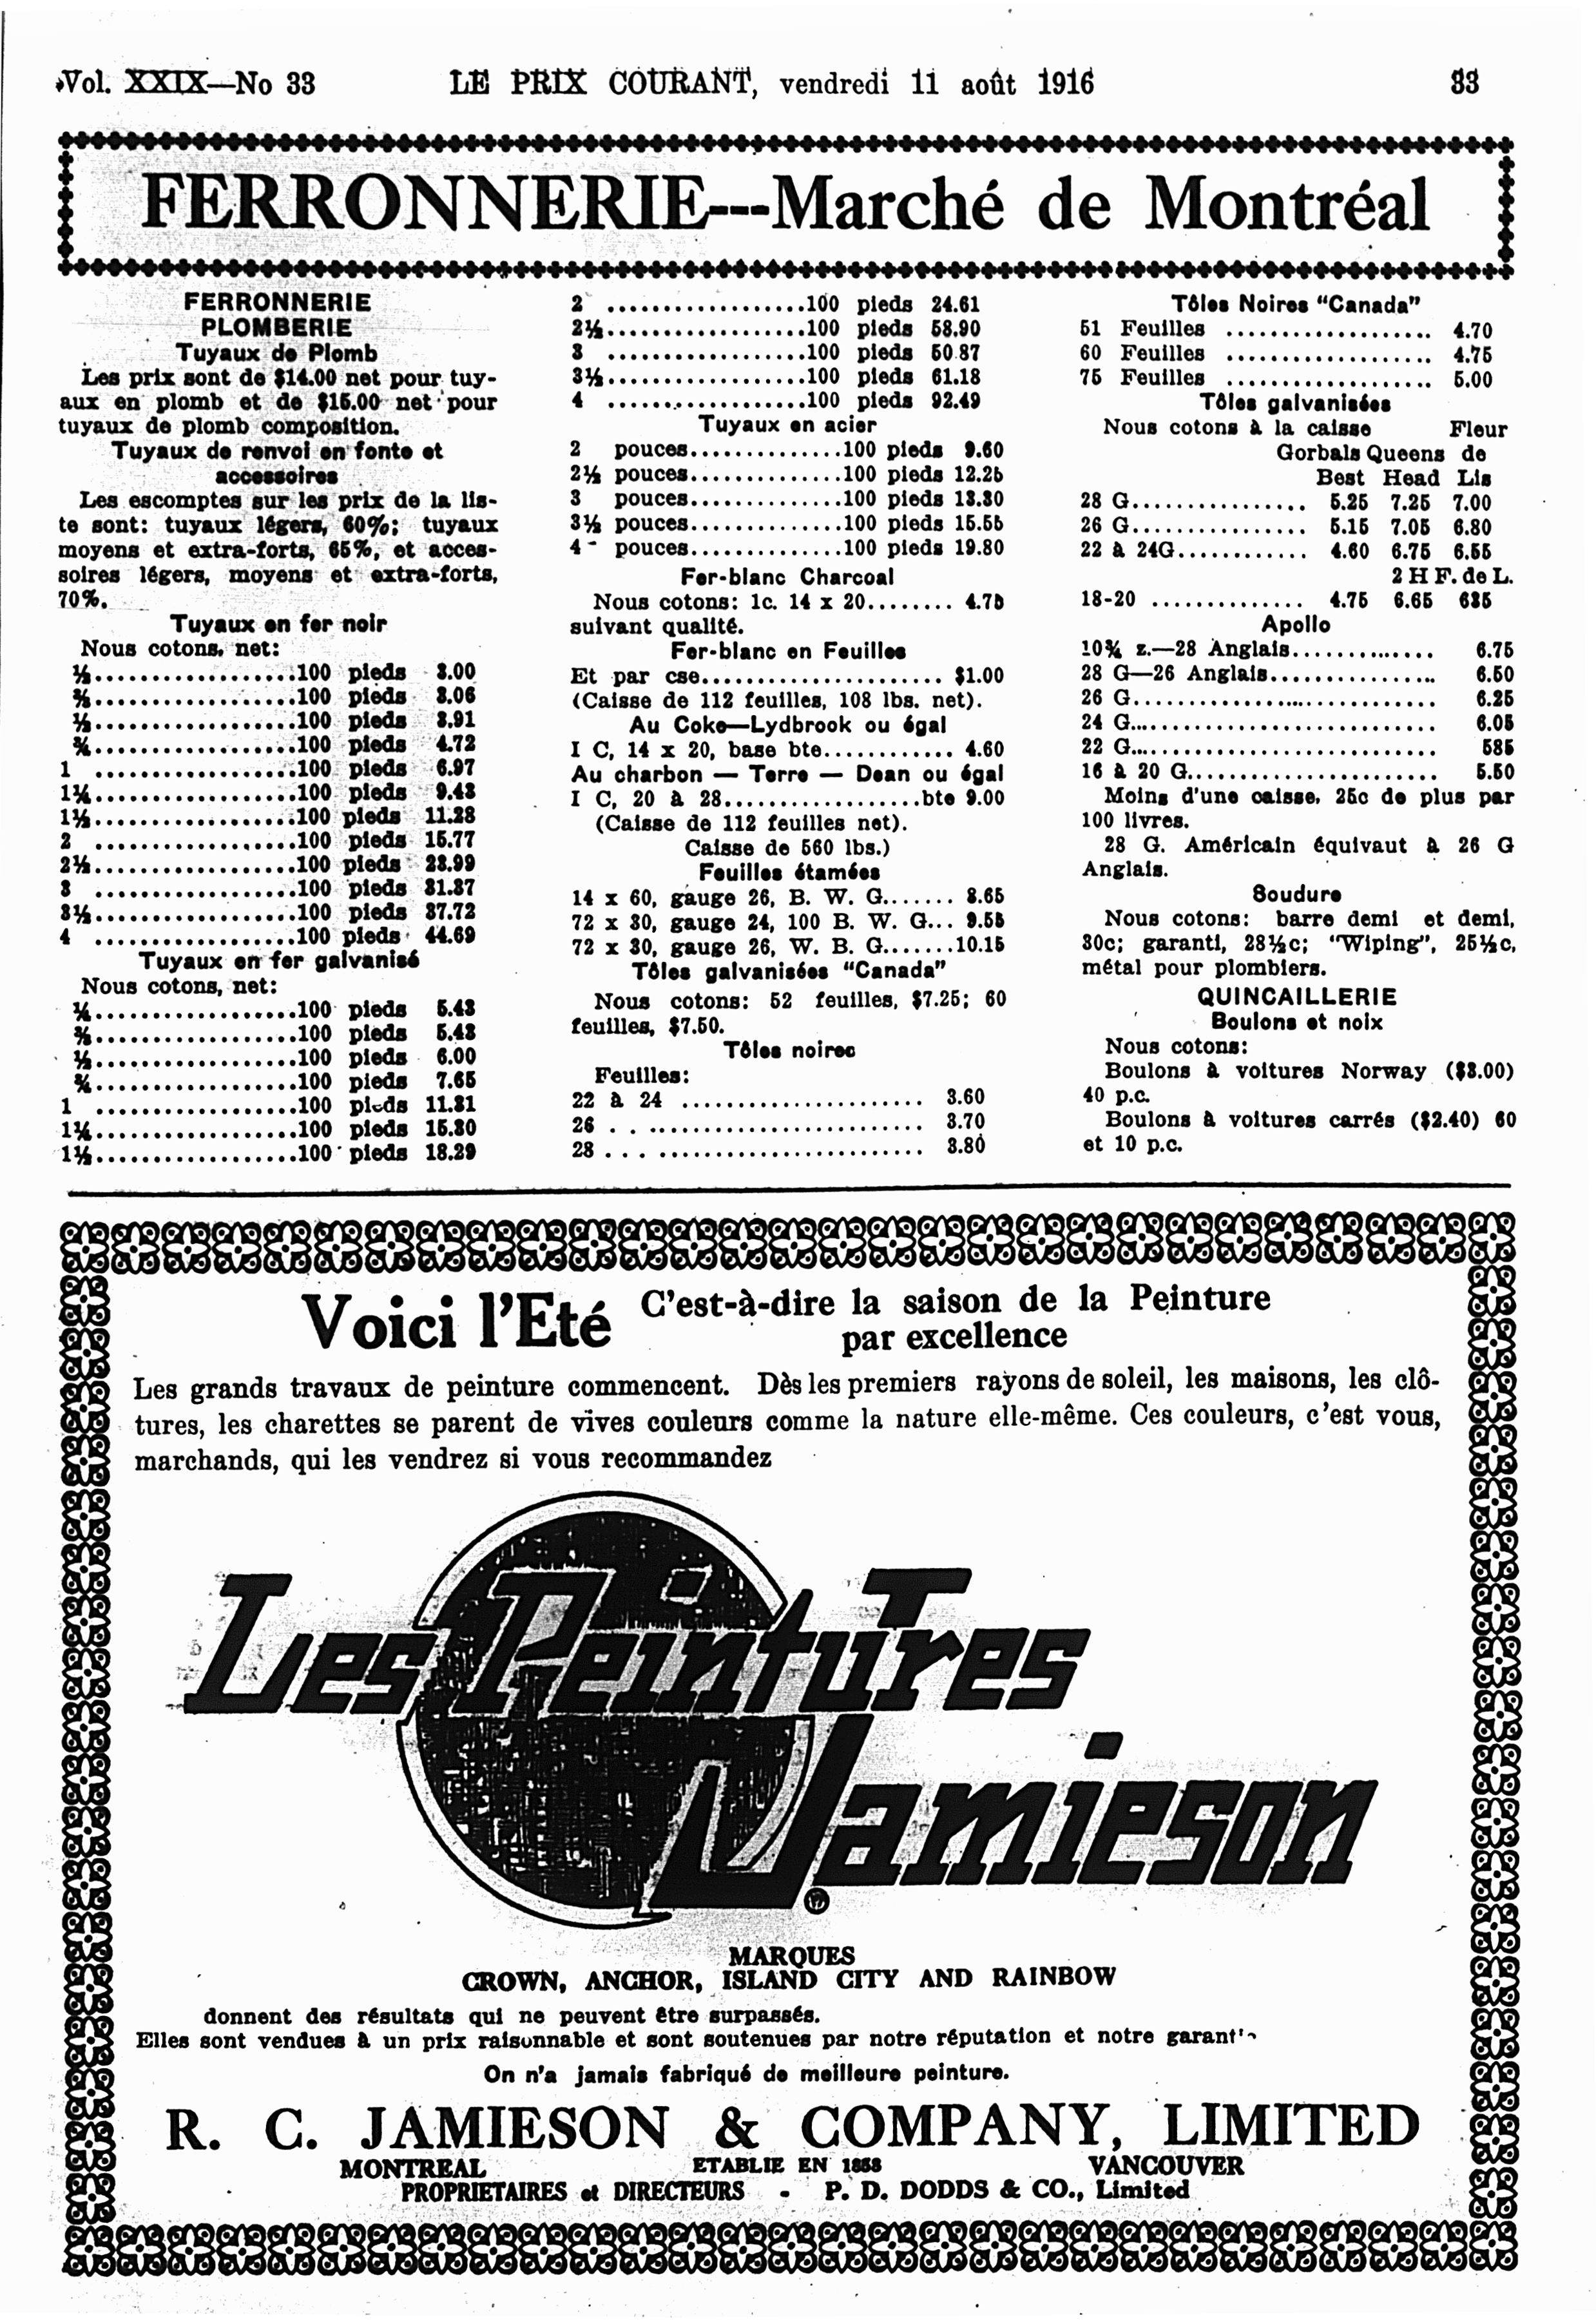 Vol. XXIX—No 33 LE PRIX COURANT, vendredi 11 août 1916 33
FERRONNERIE---Marché de Montréal
FERRONNERIE
PLOMBERIE
Tuyaux de Plomb
Les prix sont de $14.00 net pour tuy-
aux en plomb et de $15.00 net pour
tuyaux de plomb composition.
Tuyaux de renvoi en fonte et
accessoires
Les escomptes sur les prix de la lis-
te sont: tuyaux légers, 60%; tuyaux
moyens et extra-forts, 65%, et acces-
soires légers, moyens et extra-forts,
70%.
Tuyaux en fer noir
Nous cotons, net:
⅛..................100 pieds 3.00
⅜..................100 pieds 3.06
½..................100 pieds 3.91
¾..................100 pieds 4.72
1 ..................100 pieds 6.97
1¼..................100 pieds 9.43
1½..................100 pieds 11.28
2 ..................100 pieds 15.77
2½..................100 pieds 23.99
3 ..................100 pieds 31.37
3½..................100 pieds 37.72
4 ..................100 pieds 44.69
Tuyaux en fer galvanisé
Nous cotons, net:
¼..................100 pieds 5.43
⅜..................100 pieds 5.43
½..................100 pieds 6.00
¾..................100 pieds 7.65
1 ..................100 pieds 11.31
1¼..................100 pieds 15.30
1½..................100 pieds 18.29
2 ..................100 pieds 24.61
2½..................100 pieds 58.90
3 ..................100 pieds 50.87
3½..................100 pieds 61.18
4 ..................100 pieds 92.49
Tuyaux en acier
2 pouces..............100 pieds 9.60
2½ pouces..............100 pieds 12.25
3 pouces..............100 pieds 13.30
3½ pouces..............100 pieds 15.55
4 pouces..............100 pieds 19.80
Fer-blanc Charcoal
Nous cotons: 1c. 14 x 20........ 4.75
suivant qualité.
Fer-blanc en Feuilles
Et par cse...................... $1.00
(Caisse de 112 feuilles, 108 lbs. net).
Au Coke—Lydbrook ou égal
I C, 14 x 20, base bte............ 4.60
Au charbon — Terre — Dean ou égal
I C, 20 à 28..................bte 9.00
(Caisse de 112 feuilles net).
Caisse de 560 lbs.)
Feuilles étamées
14 x 60, gauge 26, B. W. G....... 8.65
72 x 30, gauge 24, 100 B. W. G... 9.55
72 x 30, gauge 26, W. B. G.......10.15
Tôles galvanisées "Canada"
Nous cotons: 52 feuilles, $7.25; 60
feuilles, $7.50.
Tôles noires
Feuilles:
22 à 24 ...................... 3.60
26 . . ........................ 3.70
28 . . . ....................... 3.80
Tôles Noires "Canada"
51 Feuilles ................... 4.70
60 Feuilles ................... 4.75
75 Feuilles ................... 5.00
Tôles galvanisées
Nous cotons à la caisse Fleur
Gorbals Queens de
Best Head Lis
28 G................ 5.25 7.25 7.00
26 G................ 5.15 7.05 6.80
22 à 24G............ 4.60 6.75 6.55
2 H F. de L.
18-20 .............. 4.75 6.65 635
Apollo
10¾ z.—28 Anglais.............. 6.75
28 G—26 Anglais................ 6.50
26 G............................ 6.25
24 G............................ 6.05
22 G............................ 585
16 à 20 G....................... 5.50
Moins d'une caisse, 25c de plus par
100 livres.
28 G. Américain équivaut à 26 G
Anglais.
Soudure
Nous cotons: barre demi et demi,
30c; garanti, 28½c; "Wiping", 25½c,
métal pour plombiers.
QUINCAILLERIE
Boulons et noix
Nous cotons:
Boulons à voitures Norway ($3.00)
40 p.c.
Boulons à voitures carrés ($2.40) 60
et 10 p.c.
Voici l'Eté C'est-à-dire la saison de la Peinture
par excellence
Les grands travaux de peinture commencent. Dès les premiers rayons de soleil, les maisons, les clô-
tures, les charettes se parent de vives couleurs comme la nature elle-même. Ces couleurs, c'est vous,
marchands, qui les vendrez si vous recommandez
Les Peintures
Jamieson
MARQUES
CROWN, ANCHOR, ISLAND CITY AND RAINBOW
donnent des résultats qui ne peuvent être surpassés.
Elles sont vendues à un prix raisonnable et sont soutenues par notre réputation et notre garantie
On n'a jamais fabriqué de meilleure peinture.
R. C. JAMIESON & COMPANY, LIMITED
MONTREAL ETABLIE EN 1858 VANCOUVER
PROPRIETAIRES et DIRECTEURS - P. D. DODDS & CO., Limited